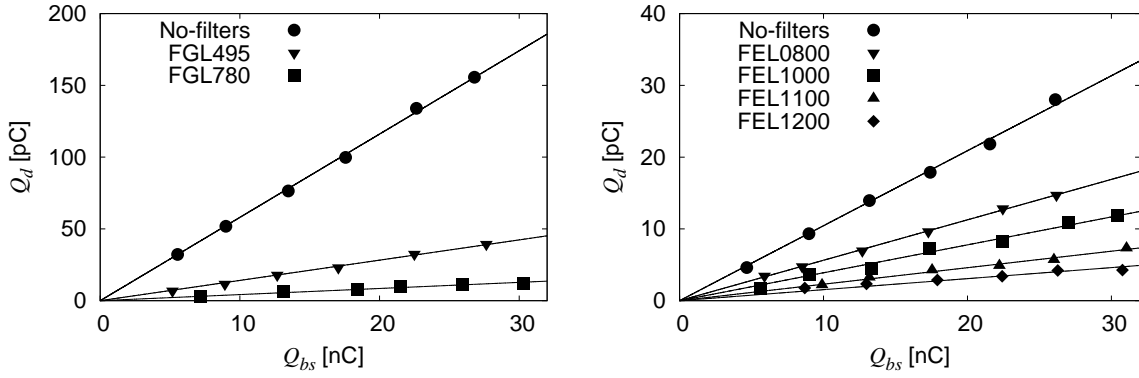 No-filters
FGL495
FGL780
200
150
100
50
0
0 10 20 30
Q_d [pC]
Q_bs [nC]
No-filters
FEL0800
FEL1000
FEL1100
FEL1200
40
30
20
10
0
0 10 20 30
Q_d [pC]
Q_bs [nC]